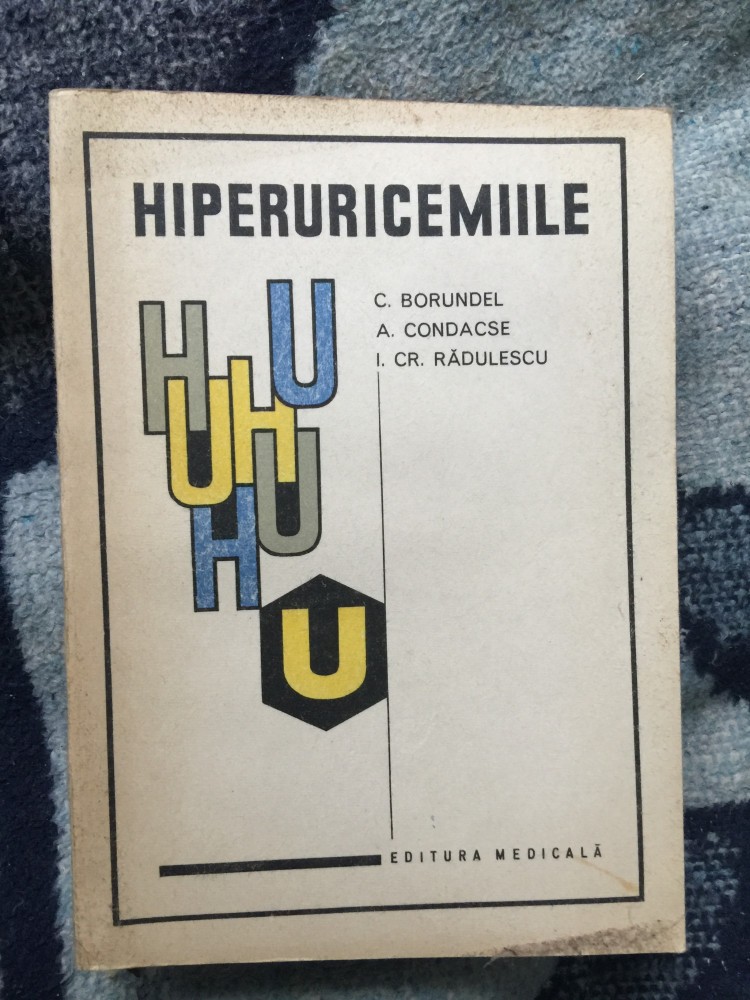 HIPERURICEMIILE
C. BORUNDEL
A. CONDACSE
I. CR. RĂDULESCU
H
U
U
H
U
H
U
EDITURA MEDICALĂ